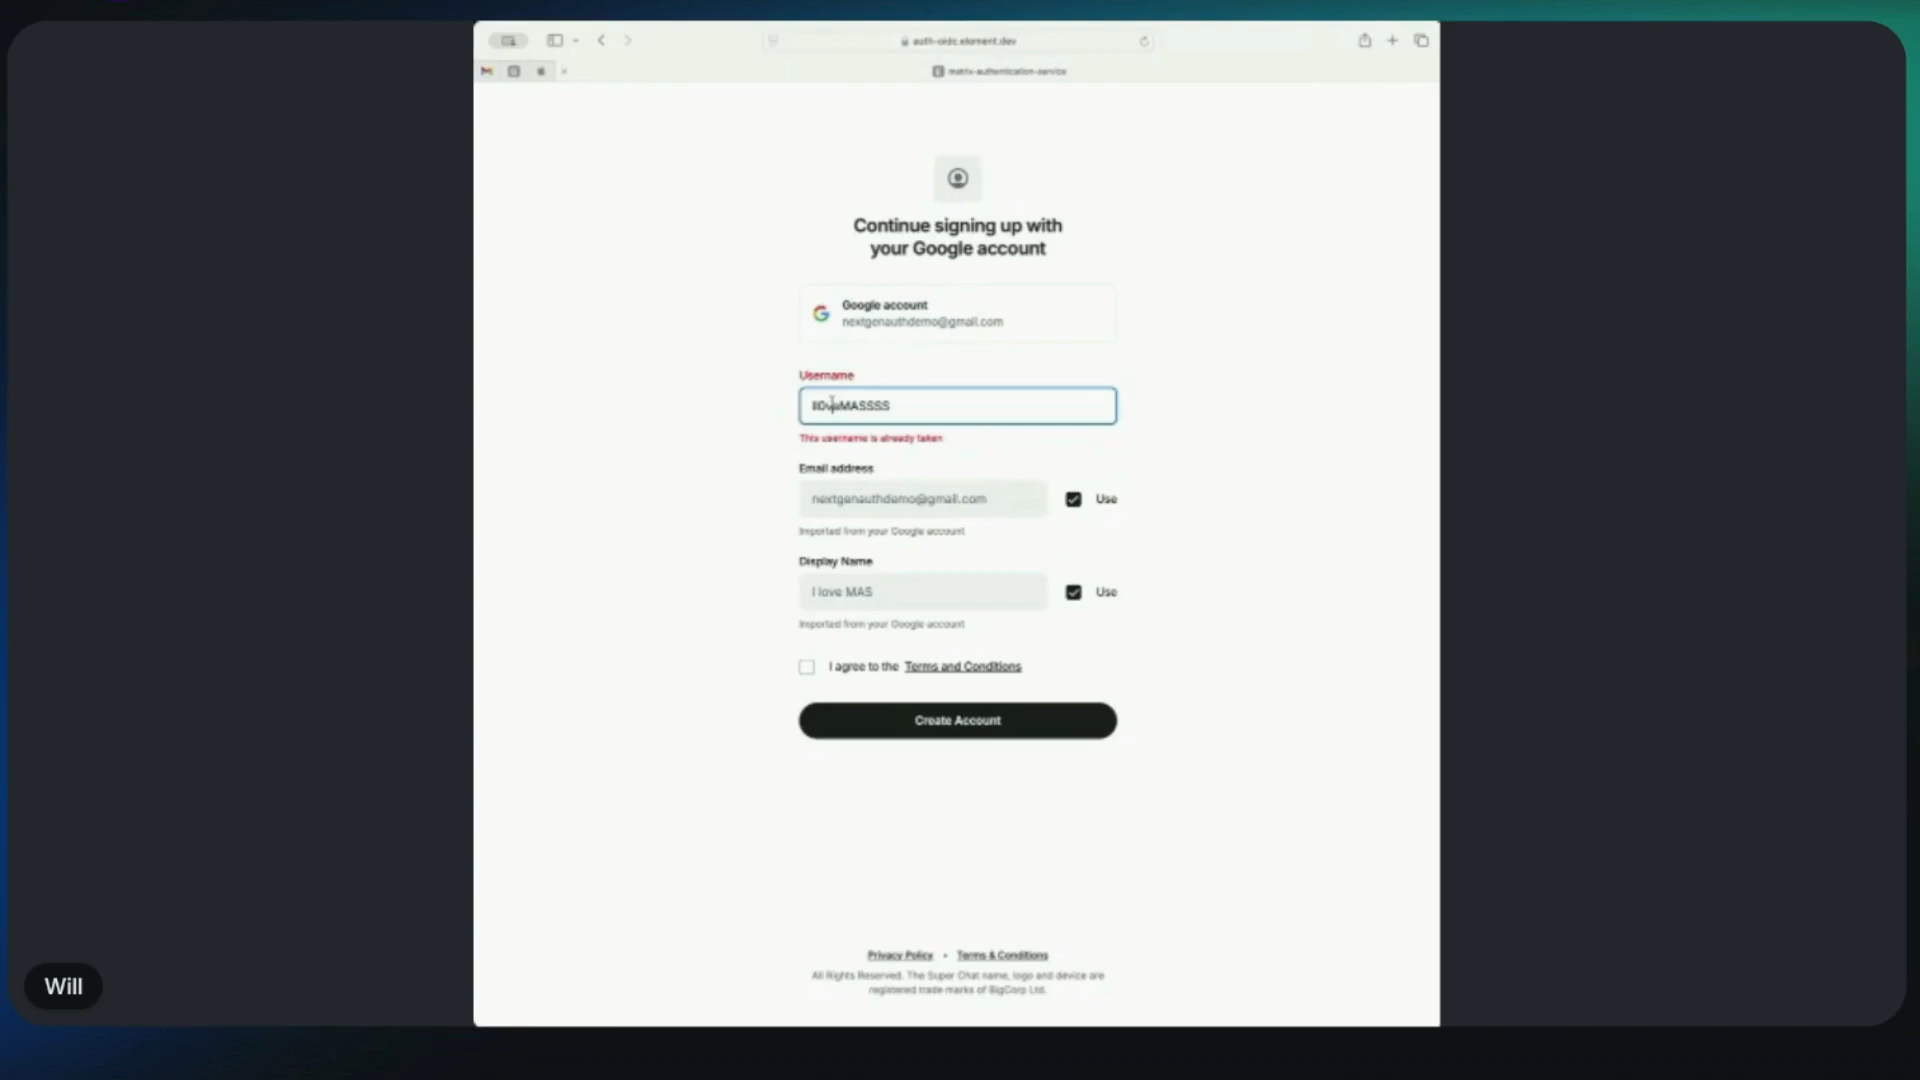 auth-oidc.element.dev
matrix-authentication-service
Continue signing up with
your Google account
Google account
nextgenauthdemo@gmail.com
Username
This username is already taken
Email address
nextgenauthdemo@gmail.com
Use
Imported from your Google account
Display Name
I love MAS
Use
Imported from your Google account
I agree to the Terms and Conditions
Create Account
Privacy Policy • Terms & Conditions
All Rights Reserved. The Super Chat name, logo and device are
registered trade marks of BigCorp Ltd.
Will